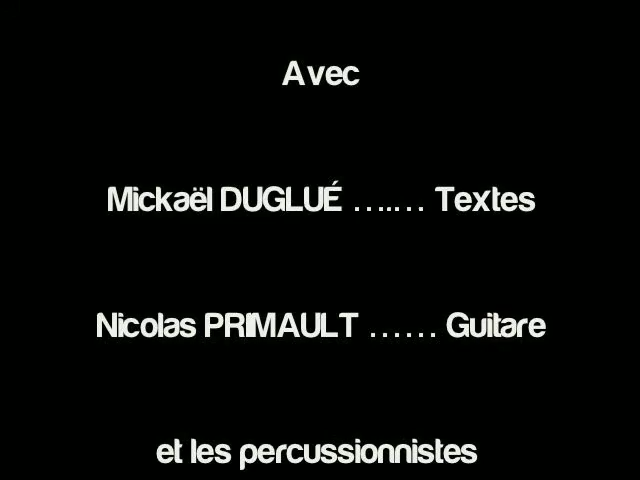 Avec
Mickaël DUGLUÉ …..… Textes
Nicolas PRIMAULT …… Guitare
et les percussionnistes